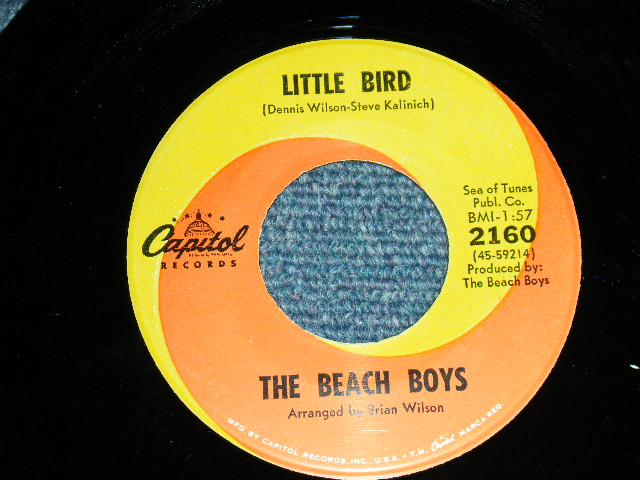 LITTLE BIRD
(Dennis Wilson-Steve Kalinich)
Capitol
RECORDS
Sea of Tunes
Publ. Co.
BMI-1:57
2160
(45-59214)
Produced by:
The Beach Boys
THE BEACH BOYS
Arranged by Brian Wilson
MFD. BY CAPITOL RECORDS, INC., U.S.A. • T.M. Capitol MARCA REG.